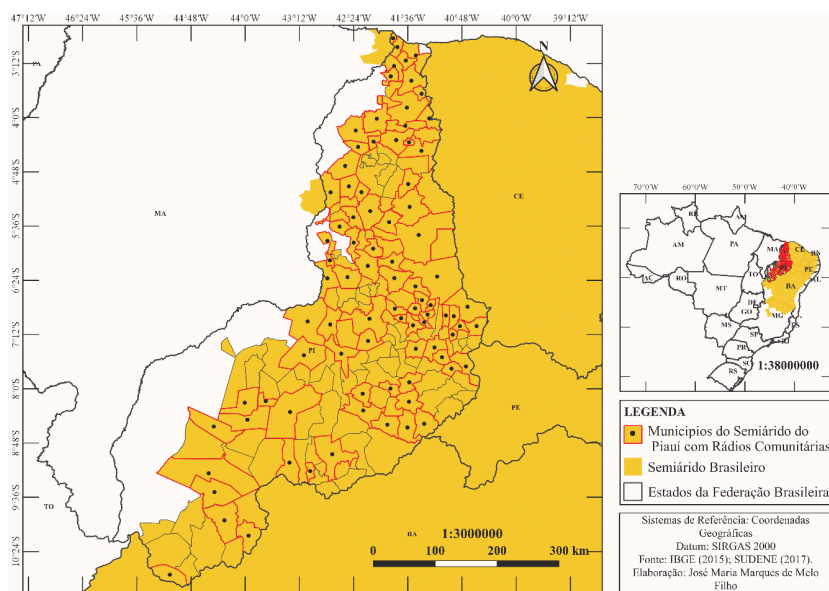 47°12'W 46°24'W 45°36'W 44°48'W 44°0'W 43°12'W 42°24'W 41°36'W 40°48'W 40°0'W 39°12'W
3°12'S
4°0'S
4°48'S
5°36'S
6°24'S
7°12'S
8°0'S
8°48'S
9°36'S
10°24'S
PA
MA
CE
PI
PE
TO
BA
N
1:3000000
0 100 200 300 km
70°0'W 60°0'W 50°0'W 40°0'W
RR
AM
PA
MA
CE
RN
PE
AL
AC
RO
TO
BA
MT
DF
GO
MG
ES
MS
SP
RJ
PR
SC
RS
1:38000000
LEGENDA
Municipios do Semiárido do
Piauí com Rádios Comunitárias
Semiárido Brasileiro
Estados da Federação Brasileira
Sistemas de Referência: Coordenadas
Geográficas
Datum: SIRGAS 2000
Fonte: IBGE (2015); SUDENE (2017).
Elaboração: José Maria Marques de Melo
Filho